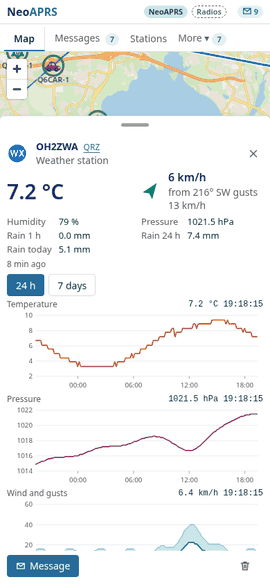 NeoAPRS NeoAPRS Radios 9
Map Messages 7 Stations More ▾ 7
+
Q6CAR-1
−
WX OH2ZWA QRZ
Weather station
7.2 °C
6 km/h
from 216° SW gusts
13 km/h
Humidity 79 % Pressure 1021.5 hPa
Rain 1 h 0.0 mm Rain 24 h 7.4 mm
Rain today 5.1 mm
8 min ago
24 h 7 days
Temperature 7.2 °C 19:18:15
10
8
6
4
2
00:00 06:00 12:00 18:00
Pressure 1021.5 hPa 19:18:15
1022
1020
1018
1016
1014
00:00 06:00 12:00 18:00
Wind and gusts 6.4 km/h 19:18:15
60
40
20
Message